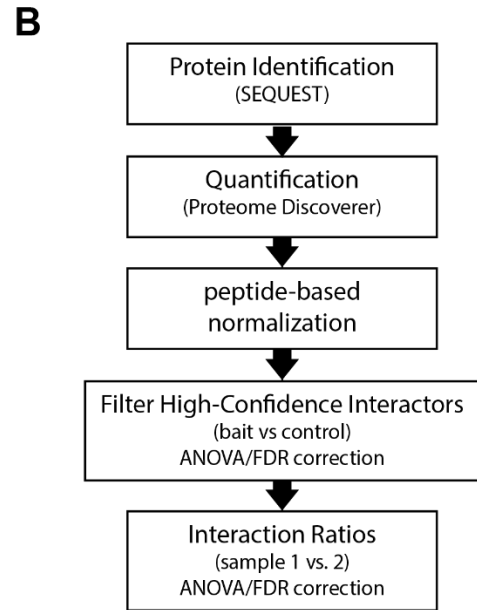 B
Protein Identification
(SEQUEST)
Quantification
(Proteome Discoverer)
peptide-based
normalization
Filter High-Confidence Interactors
(bait vs control)
ANOVA/FDR correction
Interaction Ratios
(sample 1 vs. 2)
ANOVA/FDR correction